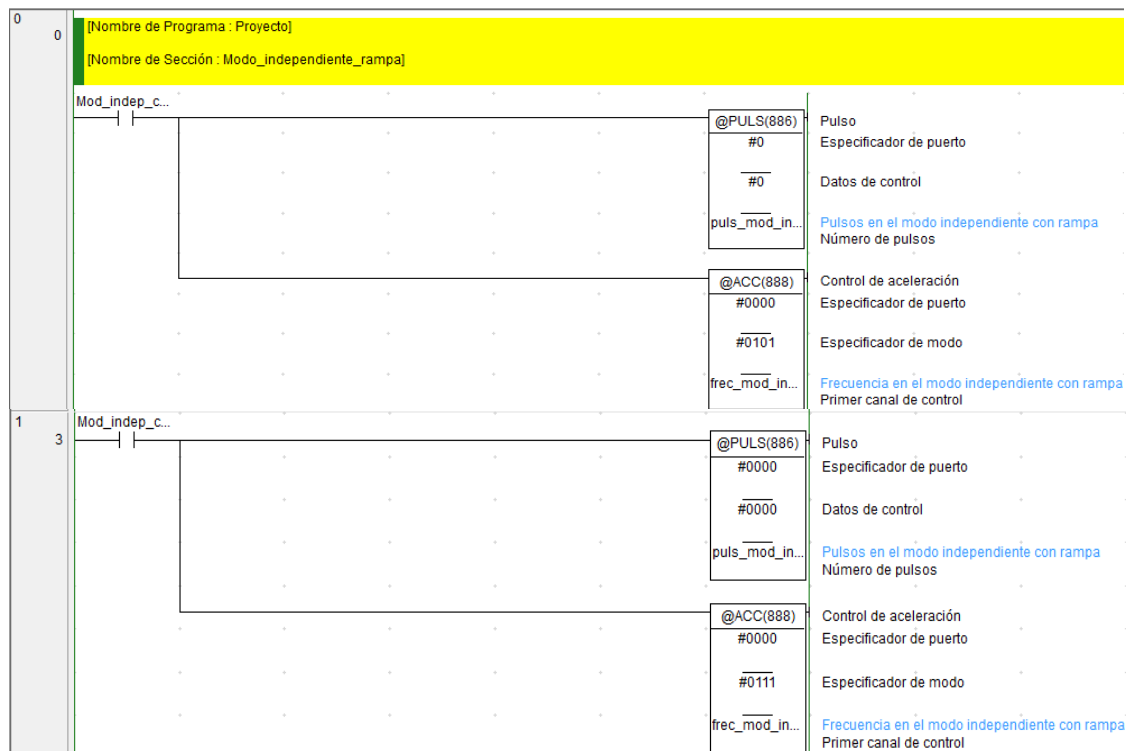 0
0
[Nombre de Programa : Proyecto]
[Nombre de Sección : Modo_independiente_rampa]
Mod_indep_c...
@PULS(886) Pulso
#0 Especificador de puerto
#0 Datos de control
puls_mod_in... Pulsos en el modo independiente con rampa
Número de pulsos
@ACC(888) Control de aceleración
#0000 Especificador de puerto
#0101 Especificador de modo
frec_mod_in... Frecuencia en el modo independiente con rampa
Primer canal de control
1
3
Mod_indep_c...
@PULS(886) Pulso
#0000 Especificador de puerto
#0000 Datos de control
puls_mod_in... Pulsos en el modo independiente con rampa
Número de pulsos
@ACC(888) Control de aceleración
#0000 Especificador de puerto
#0111 Especificador de modo
frec_mod_in... Frecuencia en el modo independiente con rampa
Primer canal de control